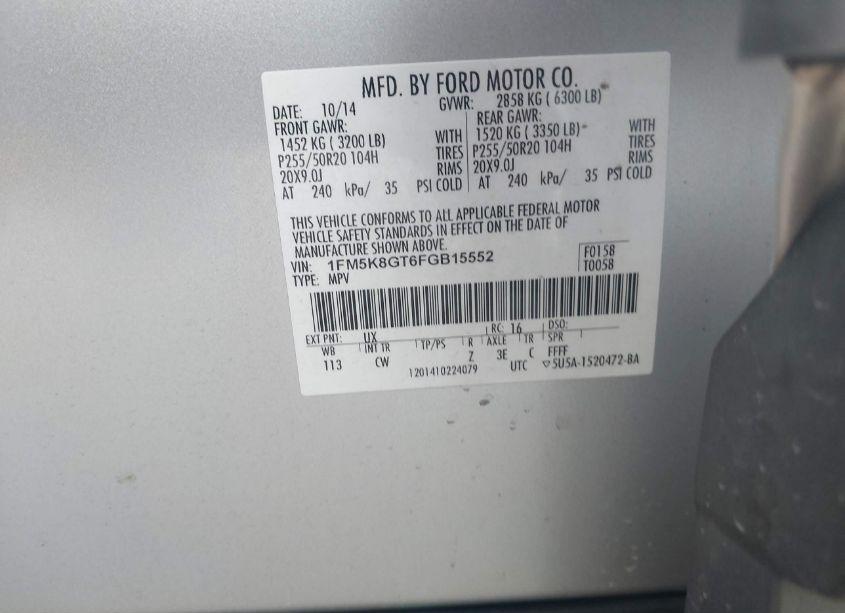 MFD. BY FORD MOTOR CO.
DATE: 10/14 GVWR: 2858 KG ( 6300 LB)
FRONT GAWR: REAR GAWR:
1452 KG ( 3200 LB) WITH 1520 KG ( 3350 LB) WITH
P255/50R20 104H TIRES P255/50R20 104H TIRES
20X9.0J RIMS 20X9.0J RIMS
AT 240 kPa/ 35 PSI COLD AT 240 kPa/ 35 PSI COLD
THIS VEHICLE CONFORMS TO ALL APPLICABLE FEDERAL MOTOR
VEHICLE SAFETY STANDARDS IN EFFECT ON THE DATE OF
MANUFACTURE SHOWN ABOVE.
VIN: 1FM5K8GT6FGB15552 F0158
TYPE: MPV T0058
EXT PNT: UX RC: 16 DSO:
WB INT TR TP/PS R AXLE TR SPR
113 CW Z 3E C FFFF
1201410224079 UTC ▽5U5A-1520472-BA